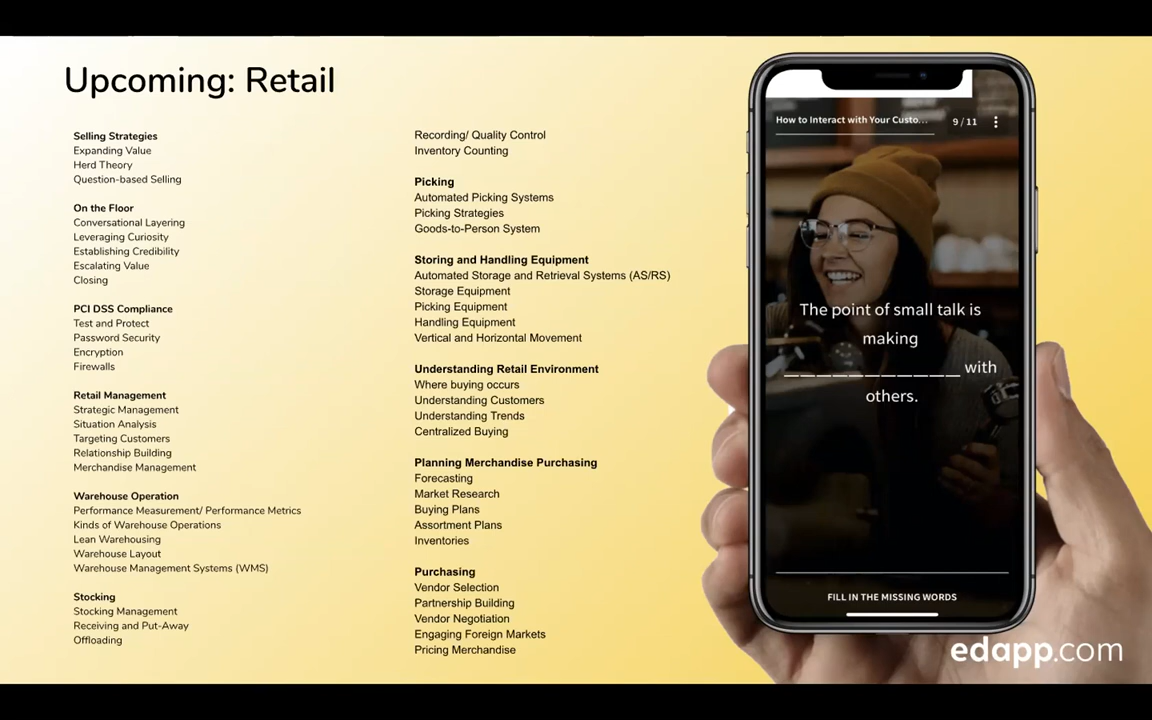 Upcoming: Retail
Selling Strategies
Expanding Value
Herd Theory
Question-based Selling
On the Floor
Conversational Layering
Leveraging Curiosity
Establishing Credibility
Escalating Value
Closing
PCI DSS Compliance
Test and Protect
Password Security
Encryption
Firewalls
Retail Management
Strategic Management
Situation Analysis
Targeting Customers
Relationship Building
Merchandise Management
Warehouse Operation
Performance Measurement/ Performance Metrics
Kinds of Warehouse Operations
Lean Warehousing
Warehouse Layout
Warehouse Management Systems (WMS)
Stocking
Stocking Management
Receiving and Put-Away
Offloading
Recording/ Quality Control
Inventory Counting
Picking
Automated Picking Systems
Picking Strategies
Goods-to-Person System
Storing and Handling Equipment
Automated Storage and Retrieval Systems (AS/RS)
Storage Equipment
Picking Equipment
Handling Equipment
Vertical and Horizontal Movement
Understanding Retail Environment
Where buying occurs
Understanding Customers
Understanding Trends
Centralized Buying
Planning Merchandise Purchasing
Forecasting
Market Research
Buying Plans
Assortment Plans
Inventories
Purchasing
Vendor Selection
Partnership Building
Vendor Negotiation
Engaging Foreign Markets
Pricing Merchandise
How to Interact with Your Custo... 9 / 11
The point of small talk is
making
____________ with
others.
FILL IN THE MISSING WORDS
edapp.com